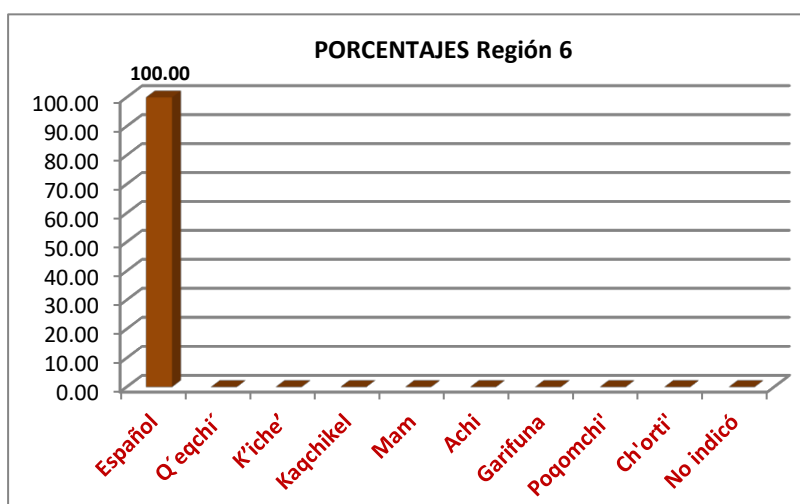 PORCENTAJES Región 6
100.00
100.00
90.00
80.00
70.00
60.00
50.00
40.00
30.00
20.00
10.00
0.00
Español
Q´eqchi´
K’iche’
Kaqchikel
Mam
Achi
Garifuna
Poqomchi'
Ch'orti'
No indicó